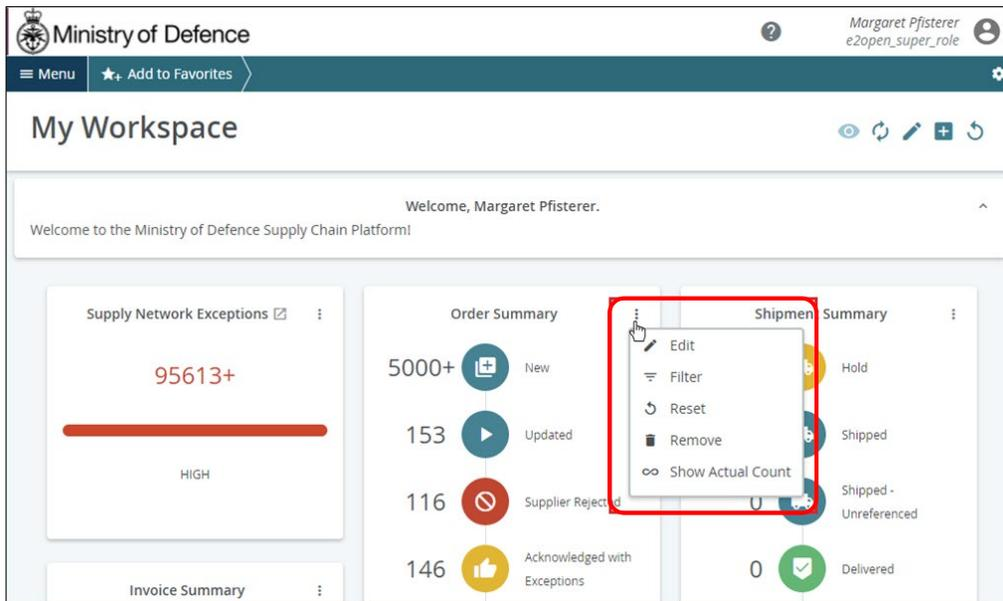 Ministry of Defence
Margaret Pfisterer
e2open_super_role
Menu
Add to Favorites
My Workspace
Welcome, Margaret Pfisterer.
Welcome to the Ministry of Defence Supply Chain Platform!
Supply Network Exceptions
95613+
HIGH
Invoice Summary
Order Summary
5000+ New
153 Updated
116 Supplier Rejected
146 Acknowledged with
Exceptions
Edit
Filter
Reset
Remove
Show Actual Count
Shipment Summary
Hold
Shipped
0 Shipped -
Unreferenced
0 Delivered